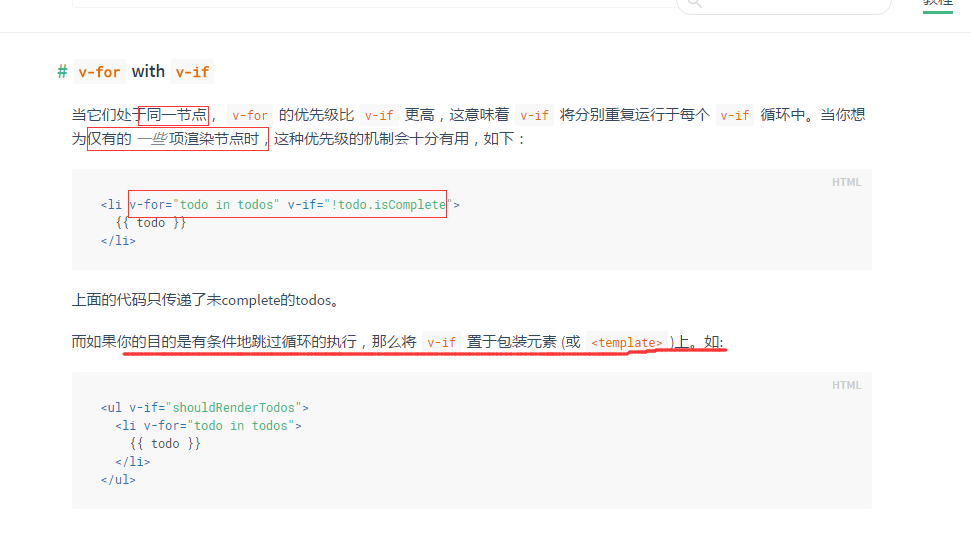 教程
# v-for with v-if
当它们处于同一节点， v-for 的优先级比 v-if 更高，这意味着 v-if 将分别重复运行于每个 v-if 循环中。当你想
为仅有的 一些 项渲染节点时，这种优先级的机制会十分有用，如下：
HTML
<li v-for="todo in todos" v-if="!todo.isComplete">
{{ todo }}
</li>
上面的代码只传递了未complete的todos。
而如果你的目的是有条件地跳过循环的执行，那么将 v-if 置于包装元素 (或 <template> )上。如:
HTML
<ul v-if="shouldRenderTodos">
<li v-for="todo in todos">
{{ todo }}
</li>
</ul>